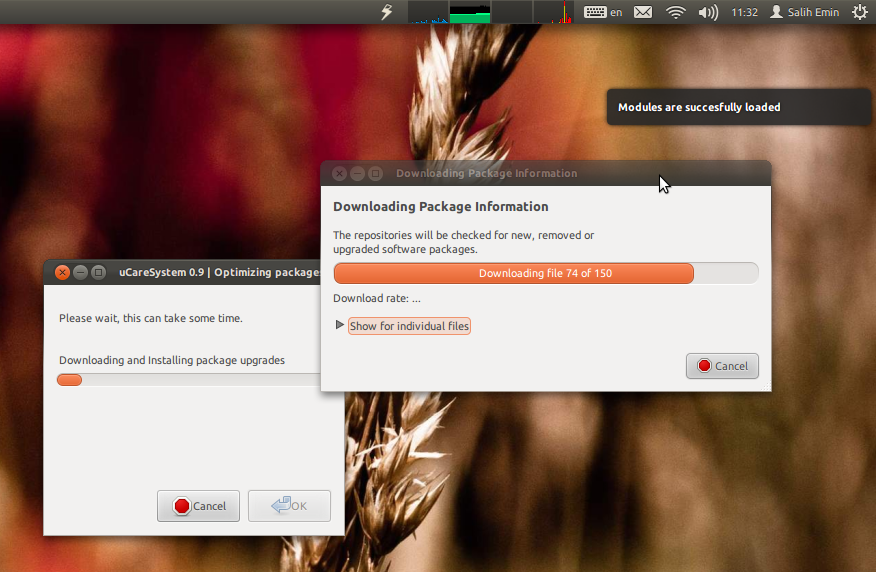 en
11:32
Salih Emin
Modules are succesfully loaded
Downloading Package Information
Downloading Package Information
The repositories will be checked for new, removed or
upgraded software packages.
Downloading file 74 of 150
Download rate: ...
Show for individual files
Cancel
uCareSystem 0.9 | Optimizing packages
Please wait, this can take some time.
Downloading and Installing package upgrades
Cancel
OK